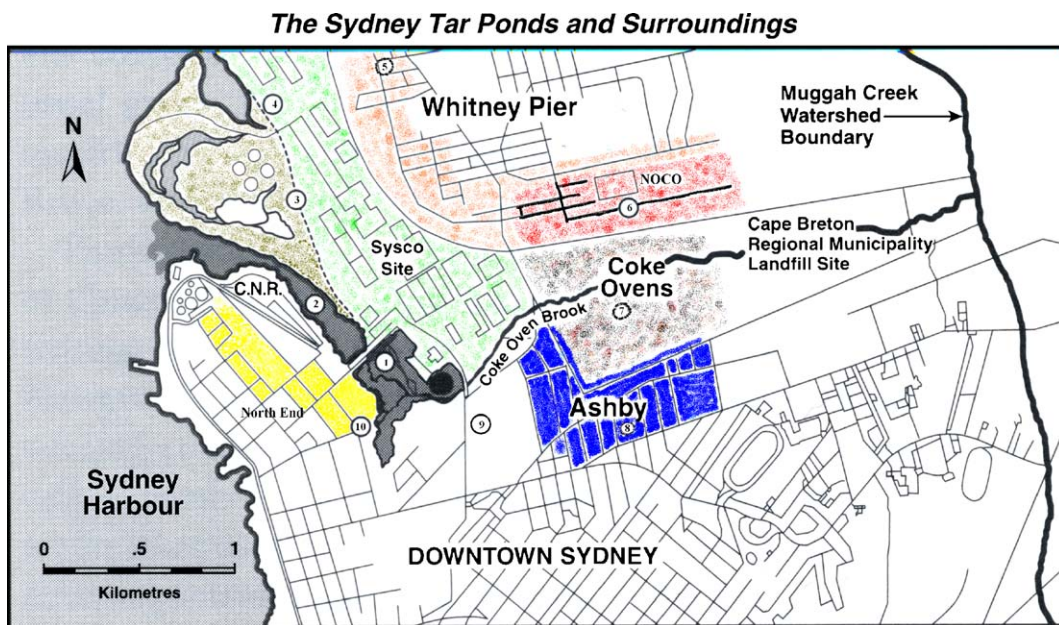 The Sydney Tar Ponds and Surroundings
5
4
Whitney Pier
Muggah Creek
Watershed
Boundary
N
NOCO
6
3
Cape Breton
Regional Municipality
Landfill Site
Sysco
Site
Coke
Ovens
C.N.R.
2
7
Coke Oven Brook
1
North End
10
9
Ashby
8
Sydney
Harbour
DOWNTOWN SYDNEY
0 .5 1
Kilometres